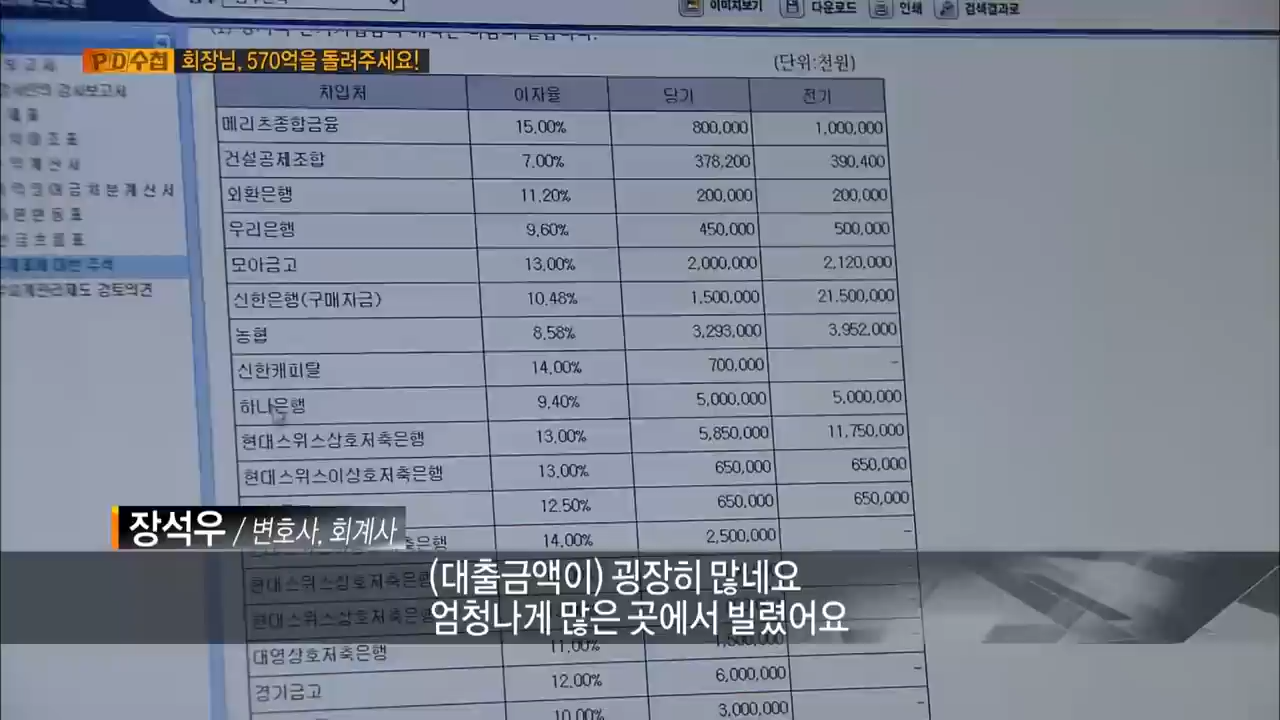 이미지보기 다운로드 인쇄 검색결과로
PD수첩 회장님, 570억을 돌려주세요!
(단위:천원)
차입처 이자율 당기 전기
메리츠종합금융 15.00% 800,000 1,000,000
건설공제조합 7.00% 378,200 390,400
외환은행 11.20% 200,000 200,000
우리은행 9.60% 450,000 500,000
모아금고 13.00% 2,000,000 2,120,000
신한은행(구매자금) 10.48% 1,500,000 21,500,000
농협 8.58% 3,293,000 3,952,000
신한캐피탈 14.00% 700,000 -
하나은행 9.40% 5,000,000 5,000,000
현대스위스상호저축은행 13.00% 5,850,000 11,750,000
현대스위스이상호저축은행 13.00% 650,000 650,000
12.50% 650,000 650,000
장석우 / 변호사, 회계사
14.00% 2,500,000 -
(대출금액이) 굉장히 많네요
엄청나게 많은 곳에서 빌렸어요
대영상호저축은행 11.00% 1,500,000 -
경기금고 12.00% 6,000,000 -
10.00% 3,000,000 -